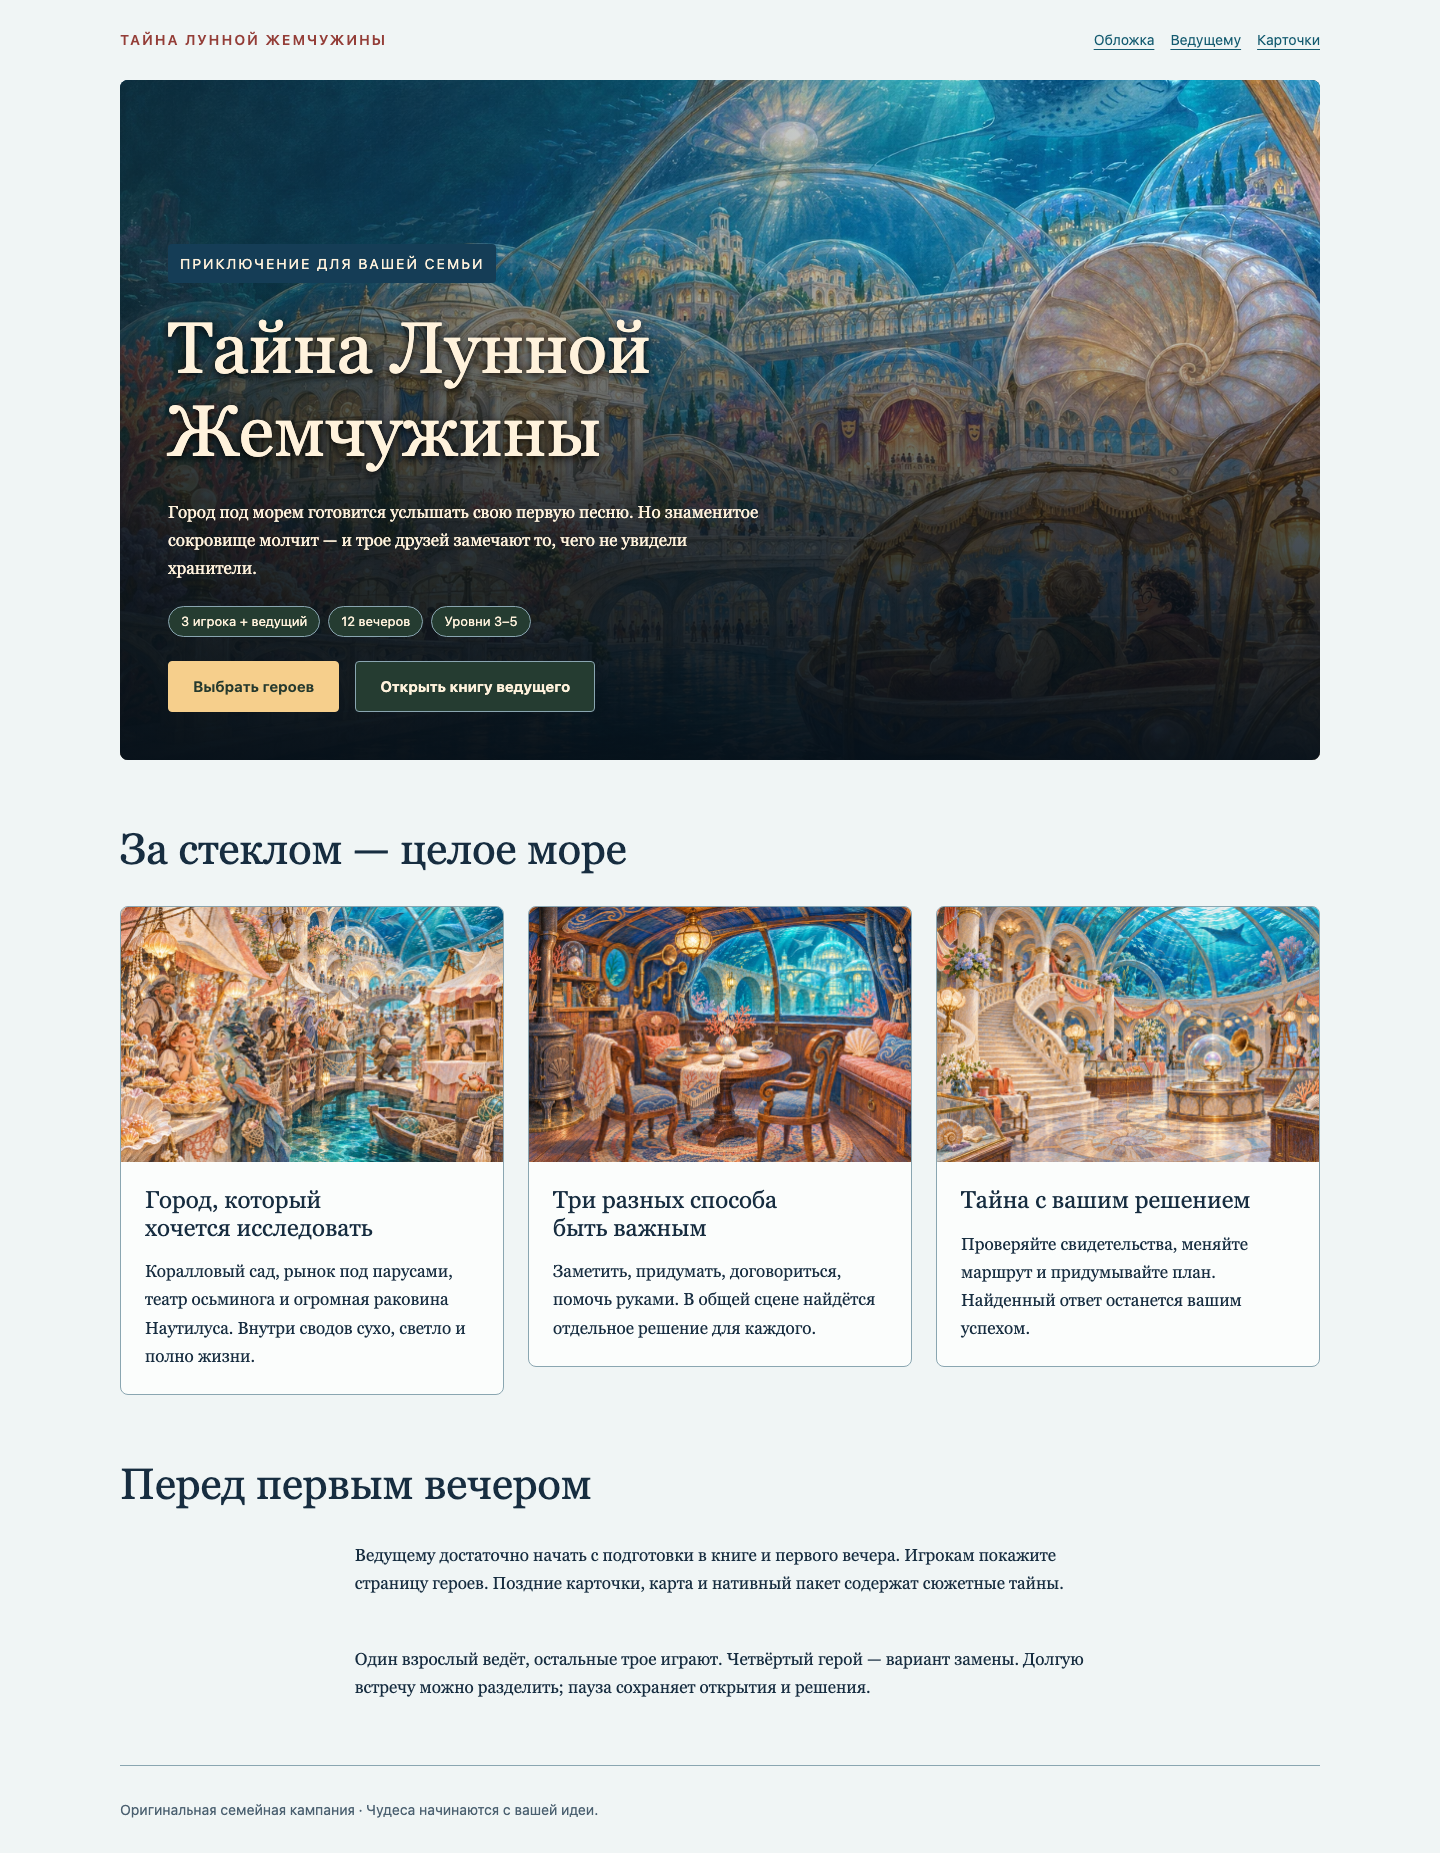 ТАЙНА ЛУННОЙ ЖЕМЧУЖИНЫ
Обложка Ведущему Карточки
ПРИКЛЮЧЕНИЕ ДЛЯ ВАШЕЙ СЕМЬИ
Тайна Лунной
Жемчужины
Город под морем готовится услышать свою первую песню. Но знаменитое
сокровище молчит — и трое друзей замечают то, чего не увидели
хранители.
3 игрока + ведущий 12 вечеров Уровни 3–5
Выбрать героев Открыть книгу ведущего
За стеклом — целое море
Город, который
хочется исследовать
Коралловый сад, рынок под парусами,
театр осьминога и огромная раковина
Наутилуса. Внутри сводов сухо, светло и
полно жизни.
Три разных способа
быть важным
Заметить, придумать, договориться,
помочь руками. В общей сцене найдётся
отдельное решение для каждого.
Тайна с вашим решением
Проверяйте свидетельства, меняйте
маршрут и придумывайте план.
Найденный ответ останется вашим
успехом.
Перед первым вечером
Ведущему достаточно начать с подготовки в книге и первого вечера. Игрокам покажите
страницу героев. Поздние карточки, карта и нативный пакет содержат сюжетные тайны.
Один взрослый ведёт, остальные трое играют. Четвёртый герой — вариант замены. Долгую
встречу можно разделить; пауза сохраняет открытия и решения.
Оригинальная семейная кампания · Чудеса начинаются с вашей идеи.